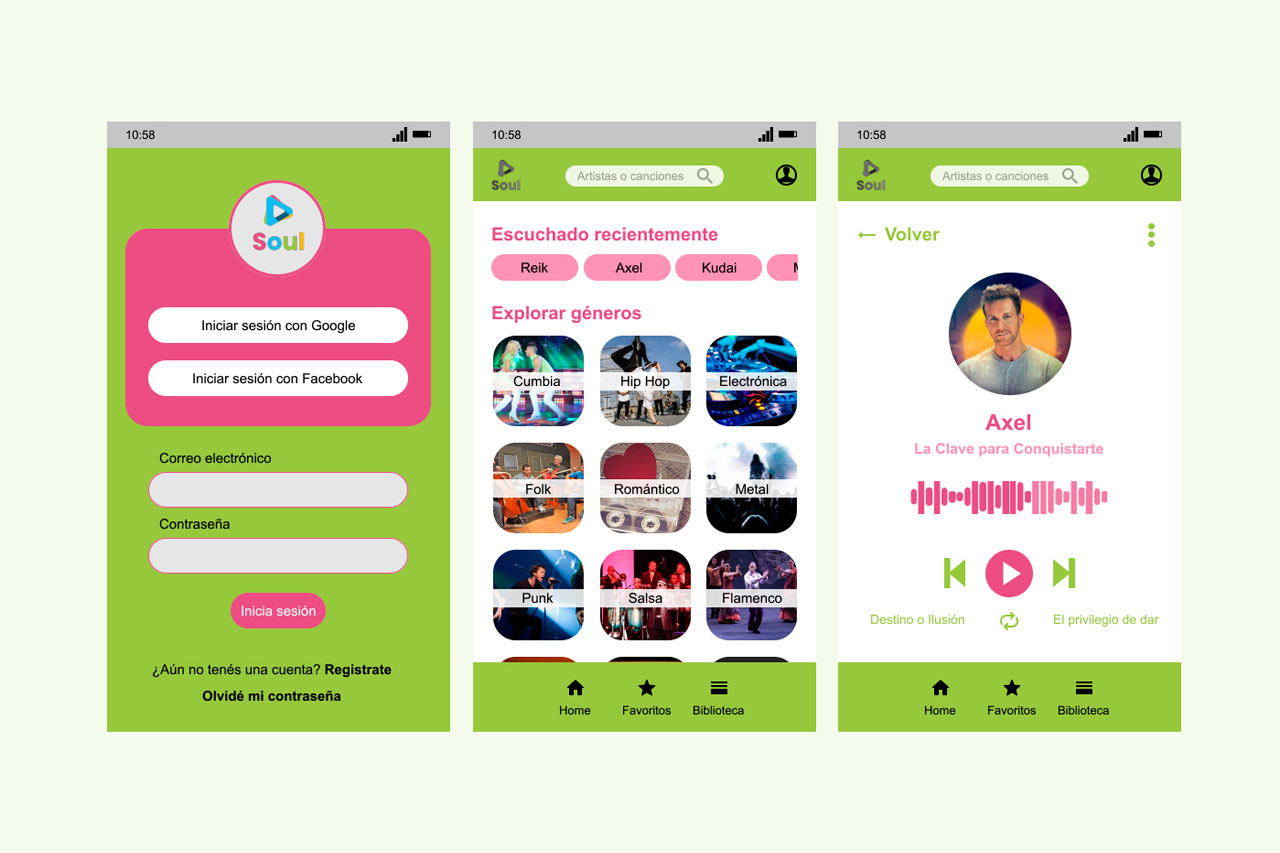 10:58
Soul
Iniciar sesión con Google
Iniciar sesión con Facebook
Correo electrónico
Contraseña
Inicia sesión
¿Aún no tenés una cuenta? Registrate
Olvidé mi contraseña
10:58
Soul
Artistas o canciones
Escuchado recientemente
Reik Axel Kudai
Explorar géneros
Cumbia Hip Hop Electrónica
Folk Romántico Metal
Punk Salsa Flamenco
Home Favoritos Biblioteca
10:58
Soul
Artistas o canciones
← Volver
Axel
La Clave para Conquistarte
Destino o Ilusión El privilegio de dar
Home Favoritos Biblioteca